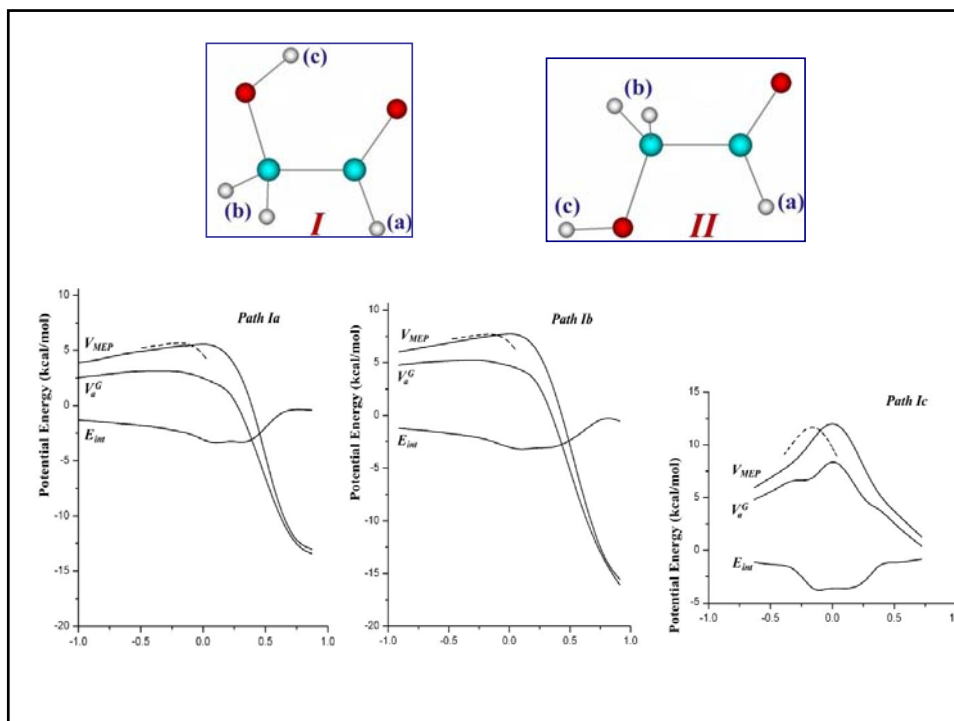 (c)
(b)
I
(a)
(b)
(c)
II
(a)
Potential Energy (kcal/mol)
10
5
0
-5
-10
-15
-20
-1.0 -0.5 0.0 0.5 1.0
Path Ia
V_MEP
V_a^G
E_int
Potential Energy (kcal/mol)
10
5
0
-5
-10
-15
-20
-1.0 -0.5 0.0 0.5 1.0
Path Ib
V_MEP
V_a^G
E_int
Potential Energy (kcal/mol)
15
10
5
0
-5
-1.0 -0.5 0.0 0.5 1.0
Path Ic
V_MEP
V_a^G
E_int